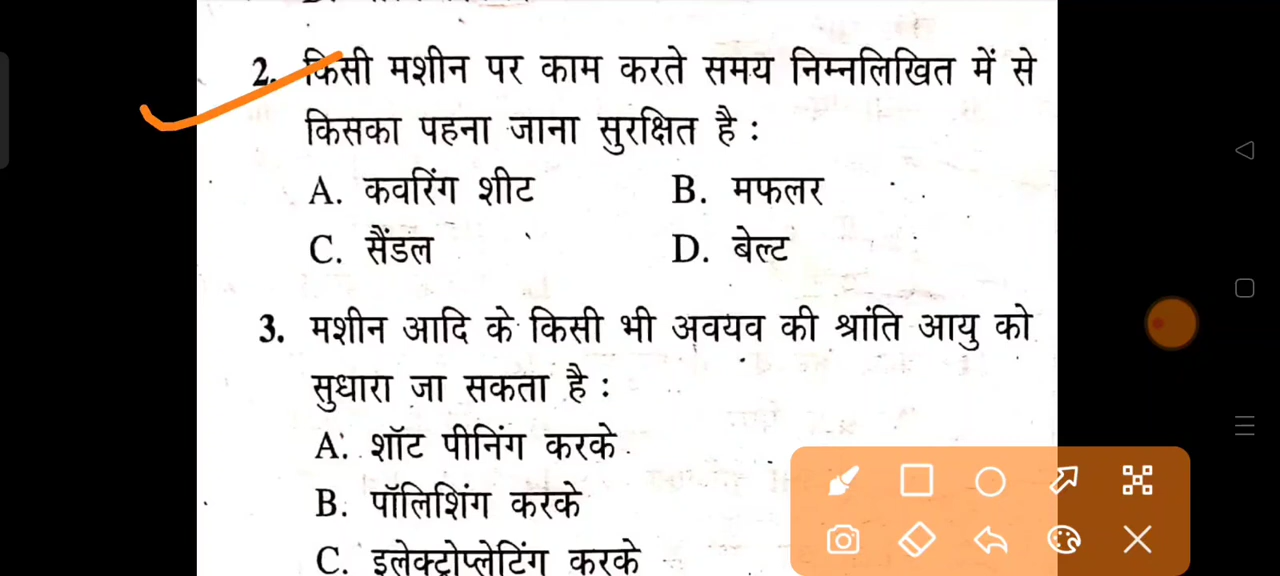 2. किसी मशीन पर काम करते समय निम्नलिखित में से
किसका पहना जाना सुरक्षित है :
A. कवरिंग शीट B. मफलर
C. सैंडल D. बेल्ट
3. मशीन आदि के किसी भी अवयव की श्रांति आयु को
सुधारा जा सकता है :
A. शॉट पीनिंग करके
B. पॉलिशिंग करके
C. इलेक्ट्रोप्लेटिंग करके